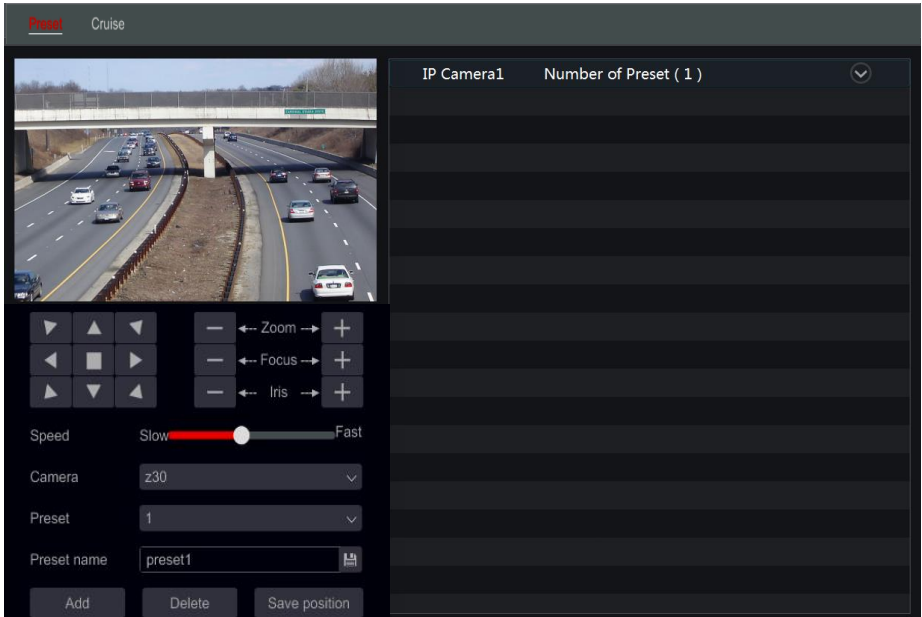 Preset Cruise
IP Camera1 Number of Preset ( 1 )
Zoom
Focus
Iris
Speed Slow Fast
Camera z30
Preset 1
Preset name preset1
Add Delete Save position